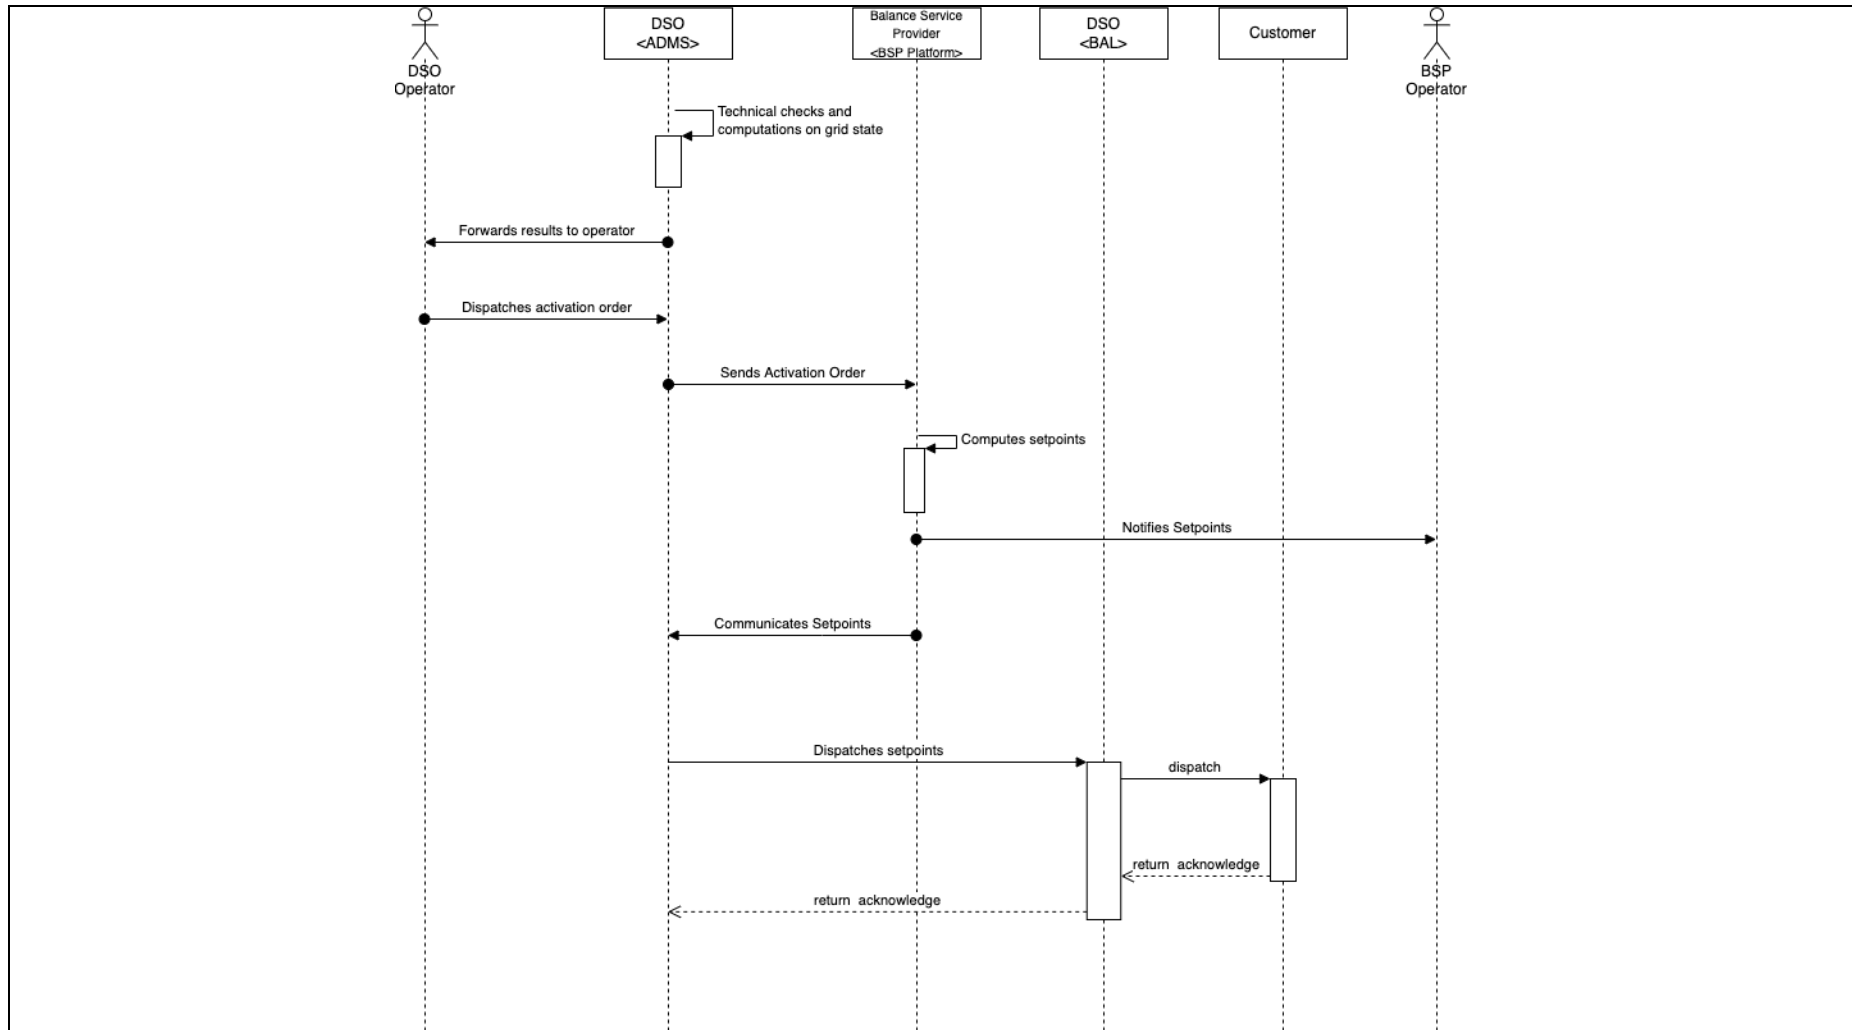 DSO
<ADMS>
Balance Service
Provider
<BSP Platform>
DSO
<BAL>
Customer
DSO
Operator
BSP
Operator
Technical checks and
computations on grid state
Forwards results to operator
Dispatches activation order
Sends Activation Order
Computes setpoints
Notifies Setpoints
Communicates Setpoints
Dispatches setpoints
dispatch
return acknowledge
return acknowledge